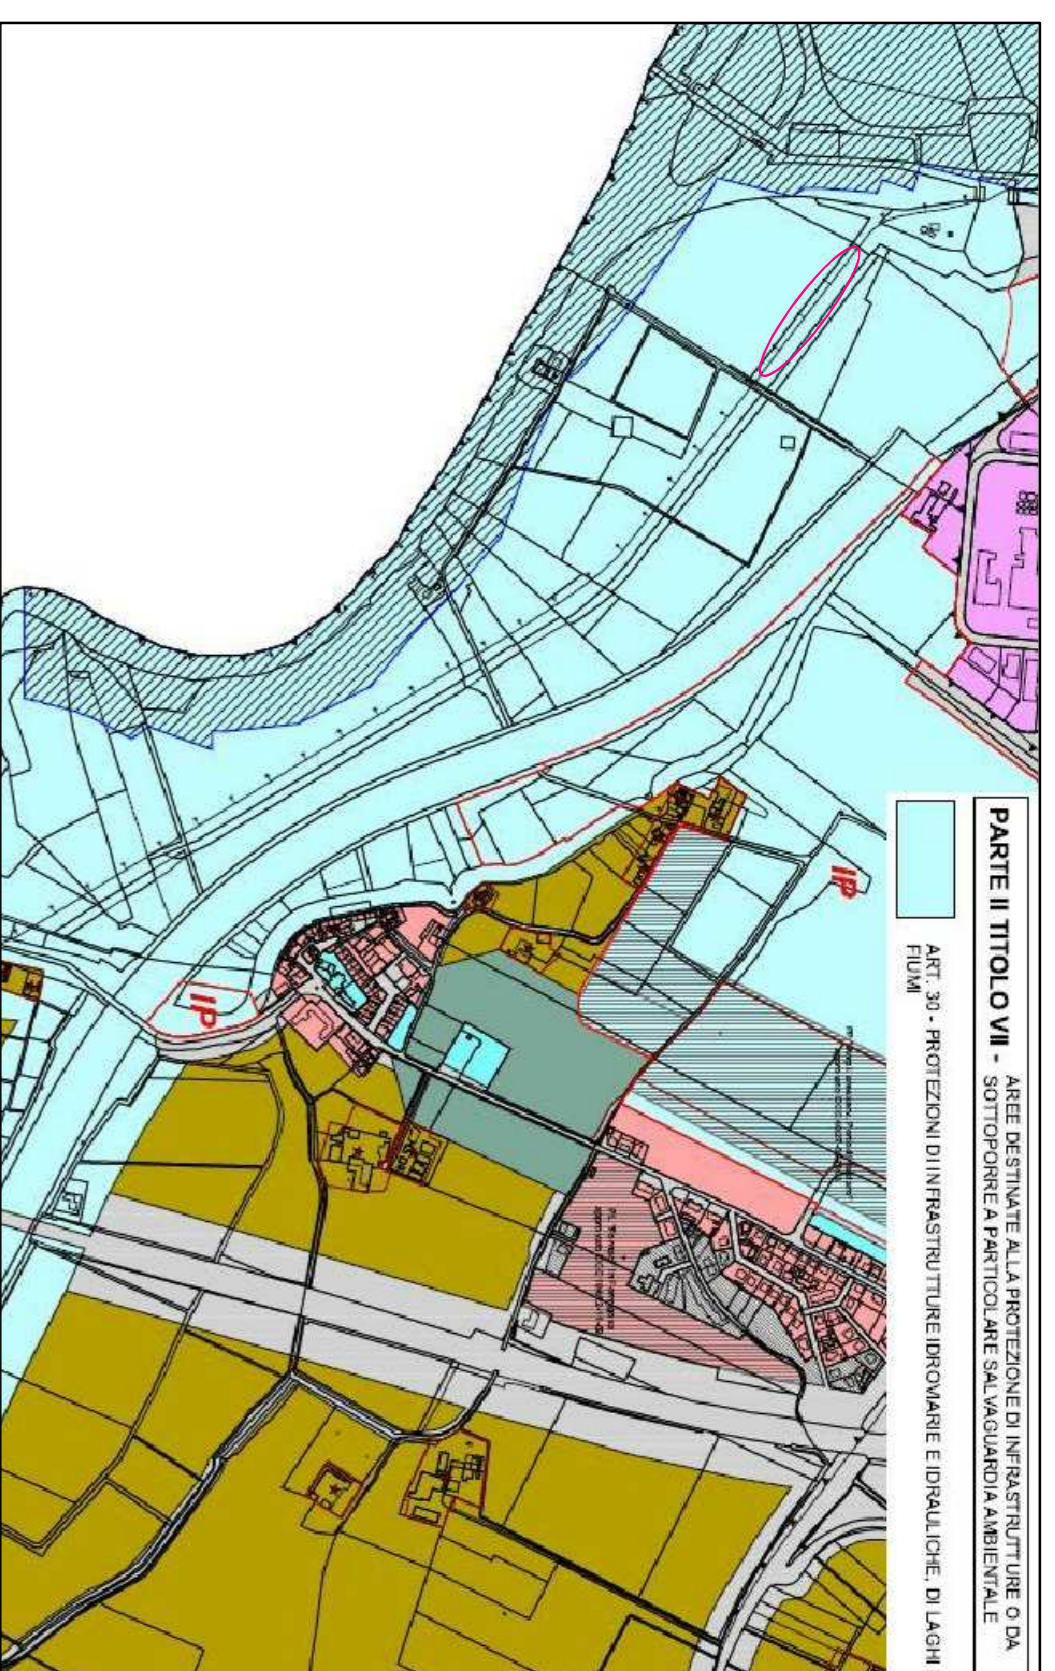 PARTE II TITOLO VII - AREE DESTINATE ALLA PROTEZIONE DI INFRASTRUTTURE O DA
SOTTOPORRE A PARTICOLARE SALVAGUARDIA AMBIENTALE
ART. 30 - PROTEZIONI DI INFRASTRUTTURE IDROVIARIE E IDRAULICHE, DI LAGHI
FIUMI
IP
IP